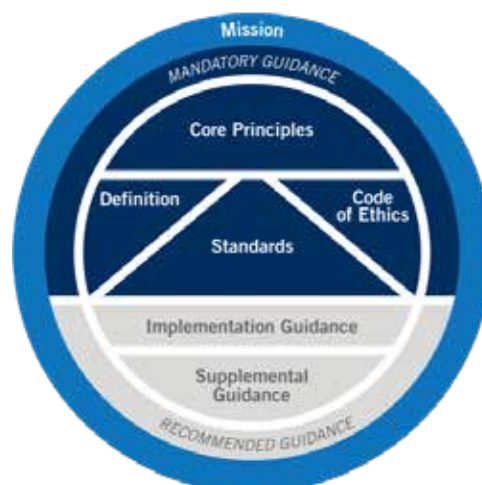 Mission
MANDATORY GUIDANCE
Core Principles
Definition
Code
of Ethics
Standards
Implementation Guidance
Supplemental
Guidance
RECOMMENDED GUIDANCE